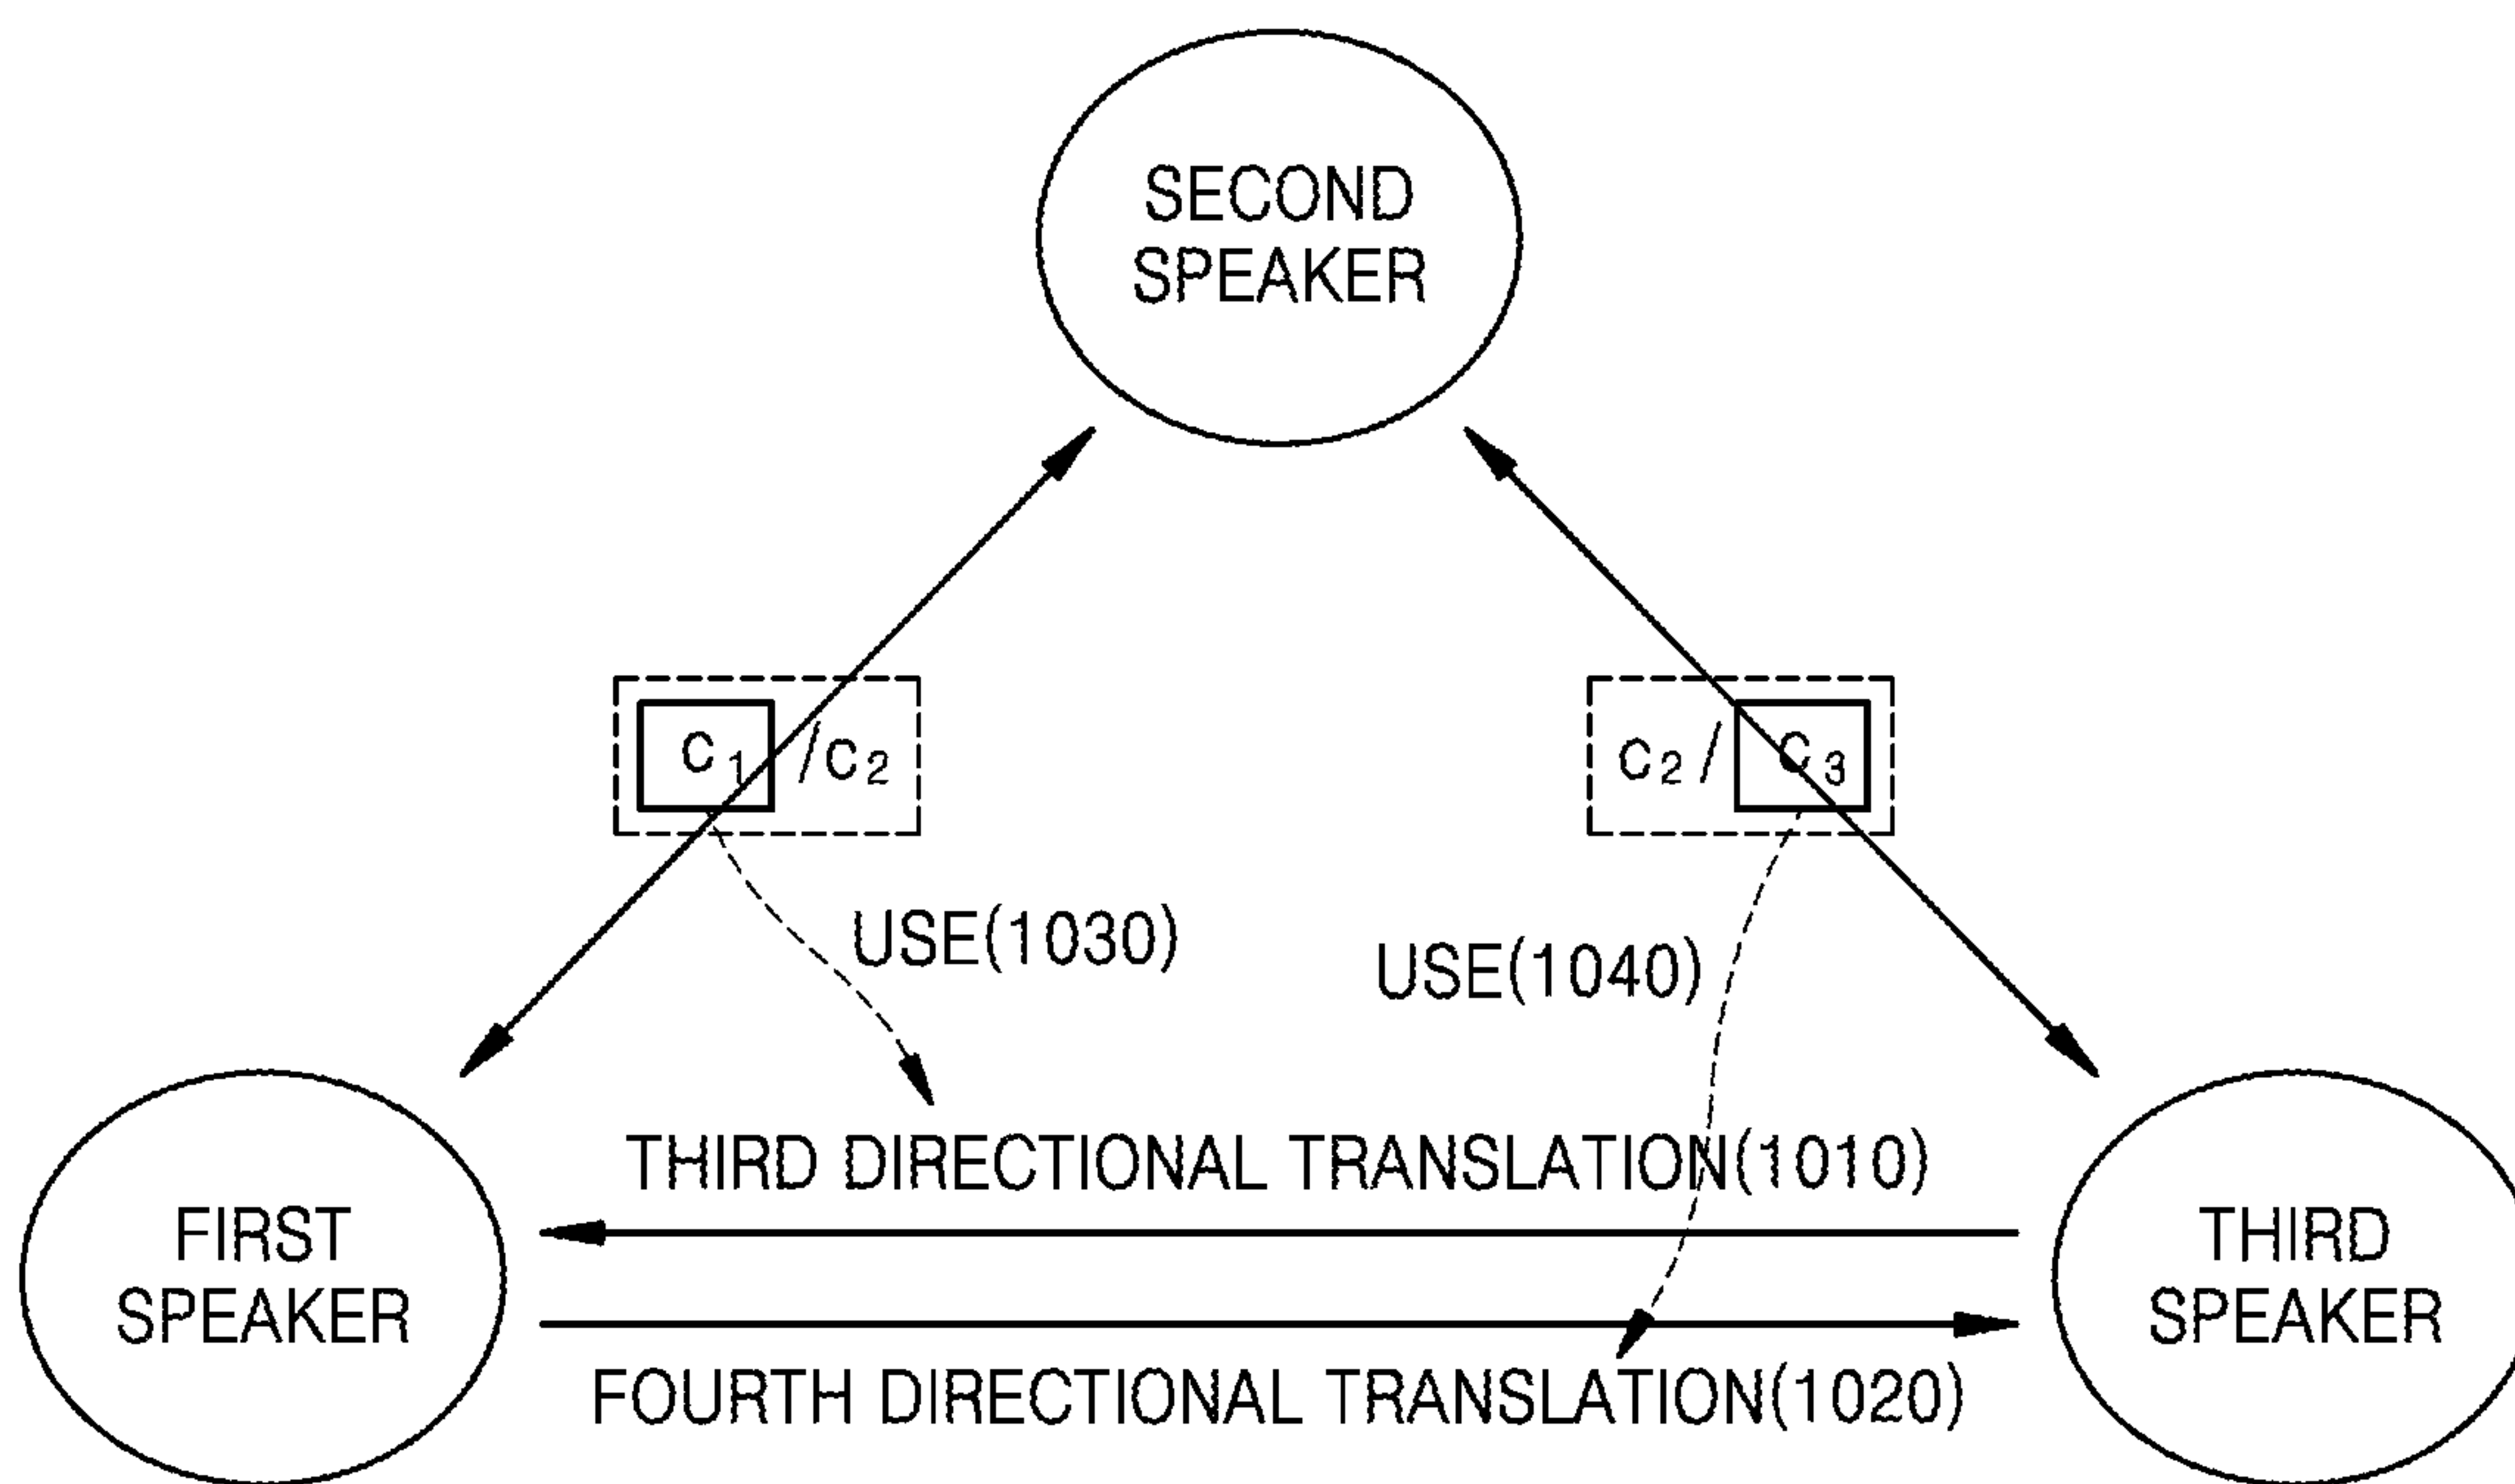 SECOND
SPEAKER
C₁ /C₂
C₂/ C₃
USE(1030)
USE(1040)
THIRD DIRECTIONAL TRANSLATION(1010)
FIRST
SPEAKER
THIRD
SPEAKER
FOURTH DIRECTIONAL TRANSLATION(1020)